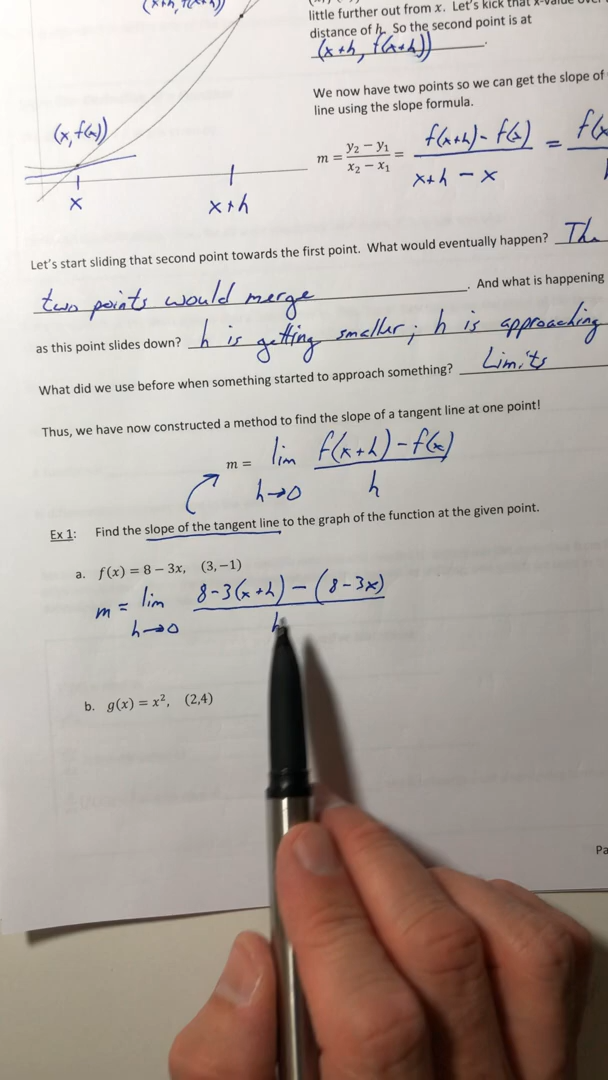 (x+h, f(x+h))
little further out from x. Let's kick that x-value over
distance of h. So the second point is at
(x+h, f(x+h)).
We now have two points so we can get the slope of
line using the slope formula.
(x, f(x))
m = \frac{y₂ − y₁}{x₂ − x₁} = \frac{f(x+h) - f(x)}{x+h - x} =
x
x+h
Let's start sliding that second point towards the first point. What would eventually happen?
two points would merge. And what is happening
as this point slides down? h is getting smaller; h is approaching
What did we use before when something started to approach something? Limits
Thus, we have now constructed a method to find the slope of a tangent line at one point!
m = lim_{h→0} \frac{f(x+h) - f(x)}{h}
Ex 1: Find the slope of the tangent line to the graph of the function at the given point.
a. f(x) = 8 − 3x, (3, −1)
m = lim_{h→0} \frac{8-3(x+h) - (8-3x)}{h}
b. g(x) = x², (2,4)